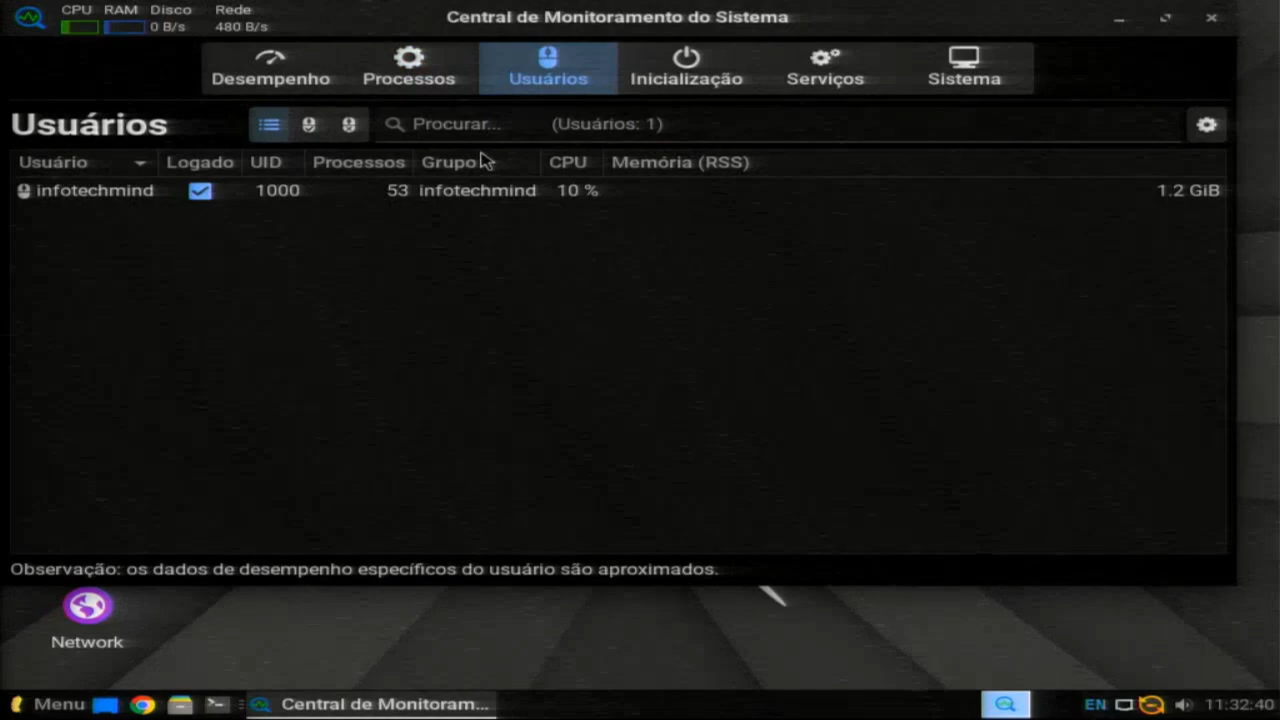 CPU RAM Disco Rede
0 B/s 480 B/s
Central de Monitoramento do Sistema
Desempenho Processos Usuários Inicialização Serviços Sistema
Usuários Procurar... (Usuários: 1)
Usuário Logado UID Processos Grupo CPU Memória (RSS)
infotechmind 1000 53 infotechmind 10 % 1.2 GiB
Observação: os dados de desempenho específicos do usuário são aproximados.
Network
Menu Central de Monitoram... EN 11:32:40